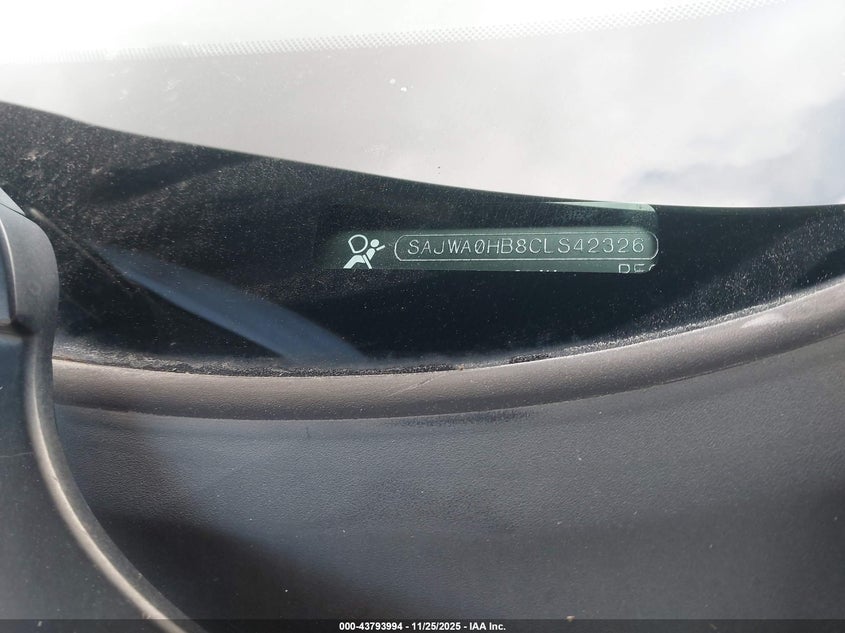 SAJWA0HB8CLS42326
000-43793994 - 11/25/2025 - IAA Inc.